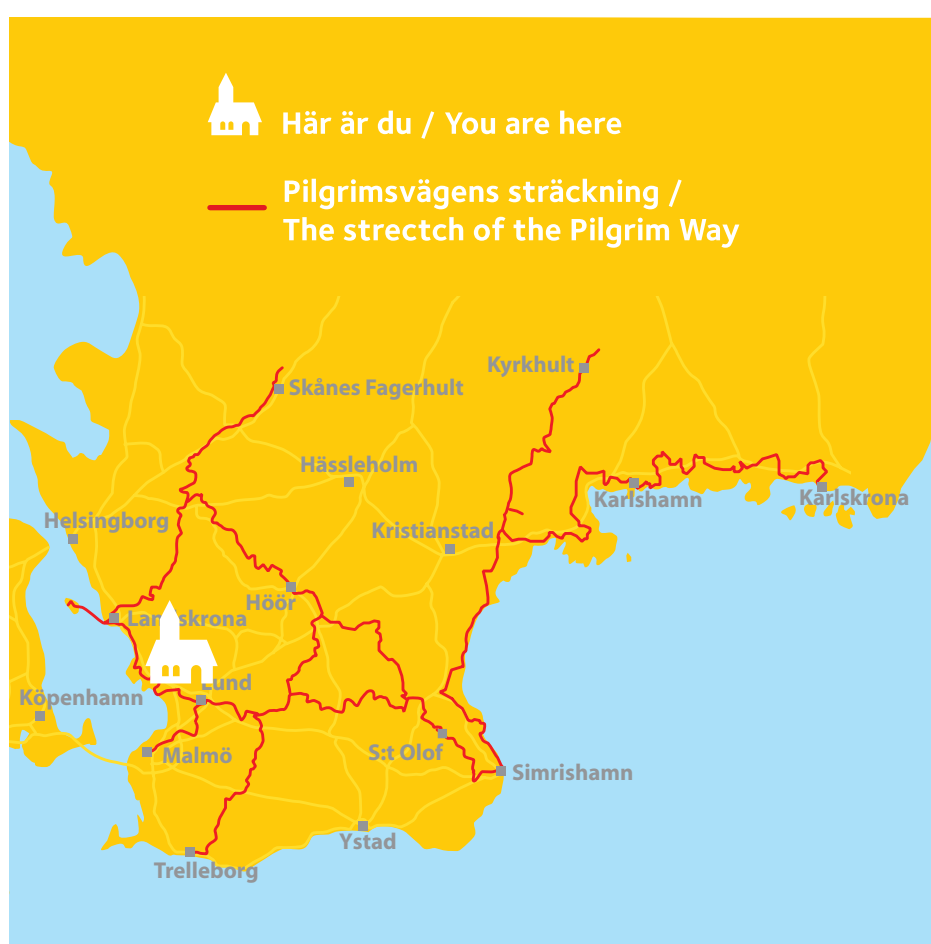 Här är du / You are here
Pilgrimsvägens sträckning /
The strectch of the Pilgrim Way
Kyrkhult
Skånes Fagerhult
Hässleholm
Karlshamn
Karlskrona
Helsingborg
Kristianstad
Höör
Landskrona
Lund
Köpenhamn
Malmö
S:t Olof
Simrishamn
Ystad
Trelleborg